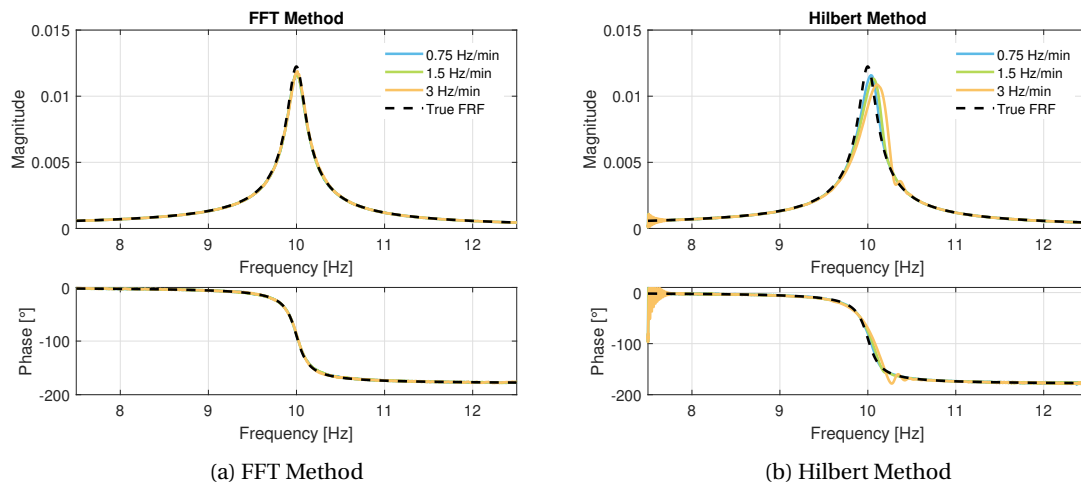 FFT Method
0.015
0.01
0.005
0
Magnitude
0.75 Hz/min
1.5 Hz/min
3 Hz/min
True FRF
8 9 10 11 12
Frequency [Hz]
0
-100
-200
Phase [°]
8 9 10 11 12
Frequency [Hz]
(a) FFT Method
Hilbert Method
0.015
0.01
0.005
0
Magnitude
0.75 Hz/min
1.5 Hz/min
3 Hz/min
True FRF
8 9 10 11 12
Frequency [Hz]
0
-100
-200
Phase [°]
8 9 10 11 12
Frequency [Hz]
(b) Hilbert Method